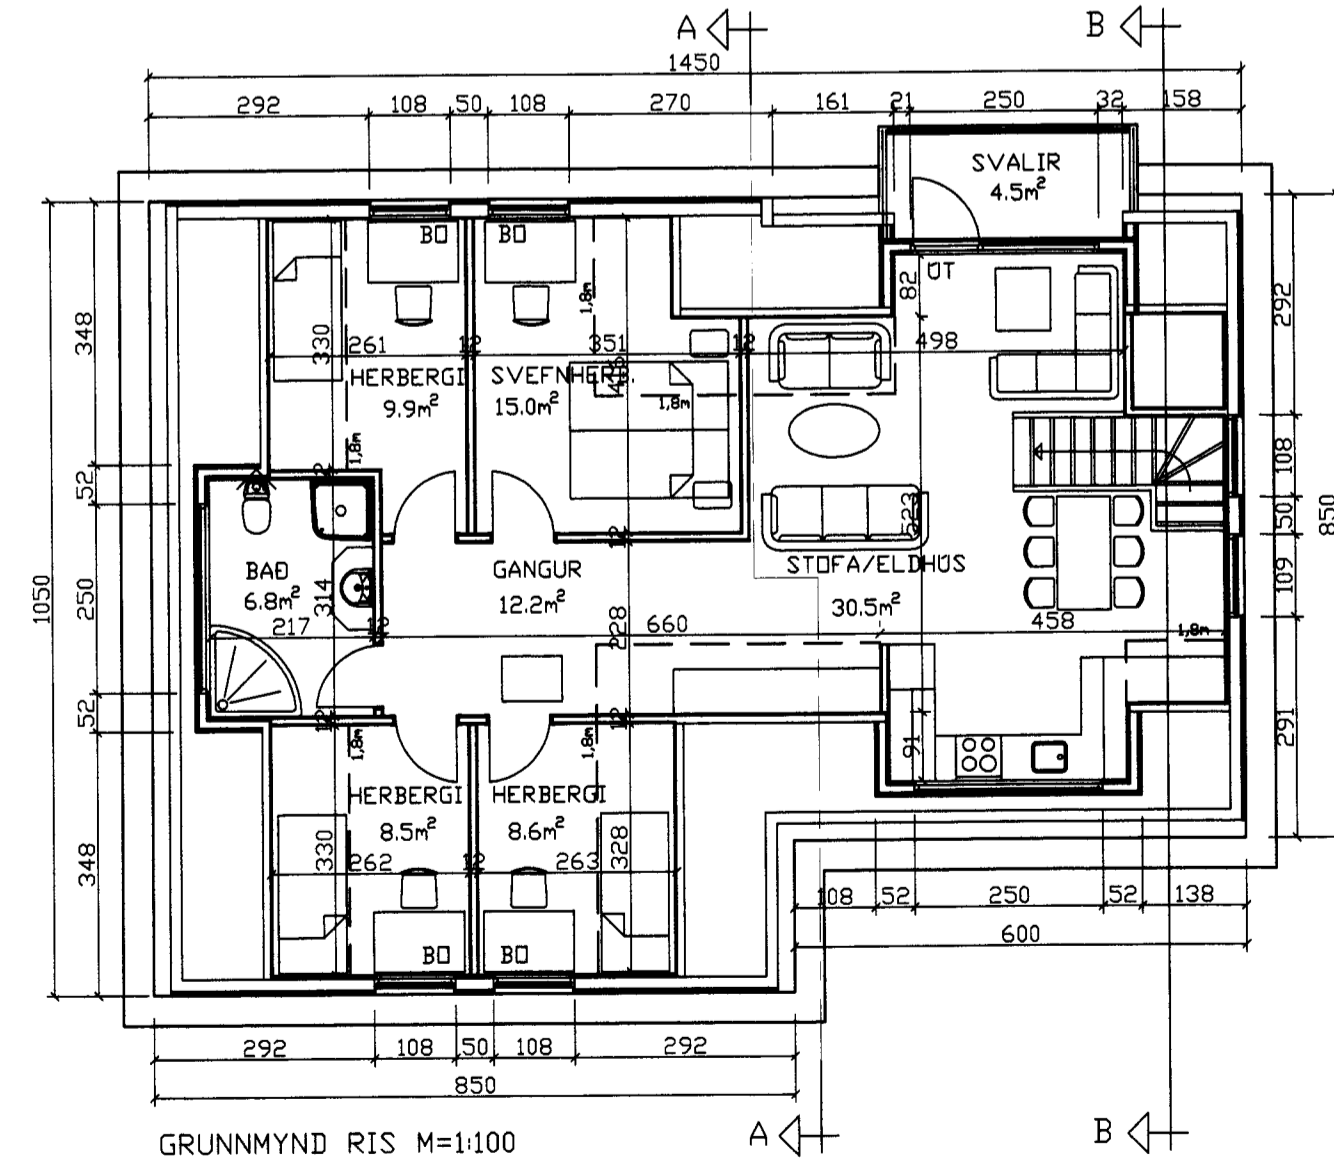 A B
1450
292 108 50 108 270 161 21 250 32 158
SVALIR
4.5m²
BO BO
ÚT
82
1,8m
348 330 292
261 12 351 12 498
HERBERGI SVEFNHERB.
9.9m² 15.0m²
1,8m
1,8m
108
52 12
50 850
523
12
BAÐ GANGUR STOFA/ELDHÚS
6.8m² 12.2m² 30.5m²
1050 250 314 109
217 12 660 458
228
1,8m
52 12 12
1,8m 1,8m 91 291
HERBERGI HERBERGI
8.5m² 8.6m²
348 330 328
262 12 263
108 52 250 52 138
600
BO BO
292 108 50 108 292
850
GRUNNMYND RIS M=1:100
A B